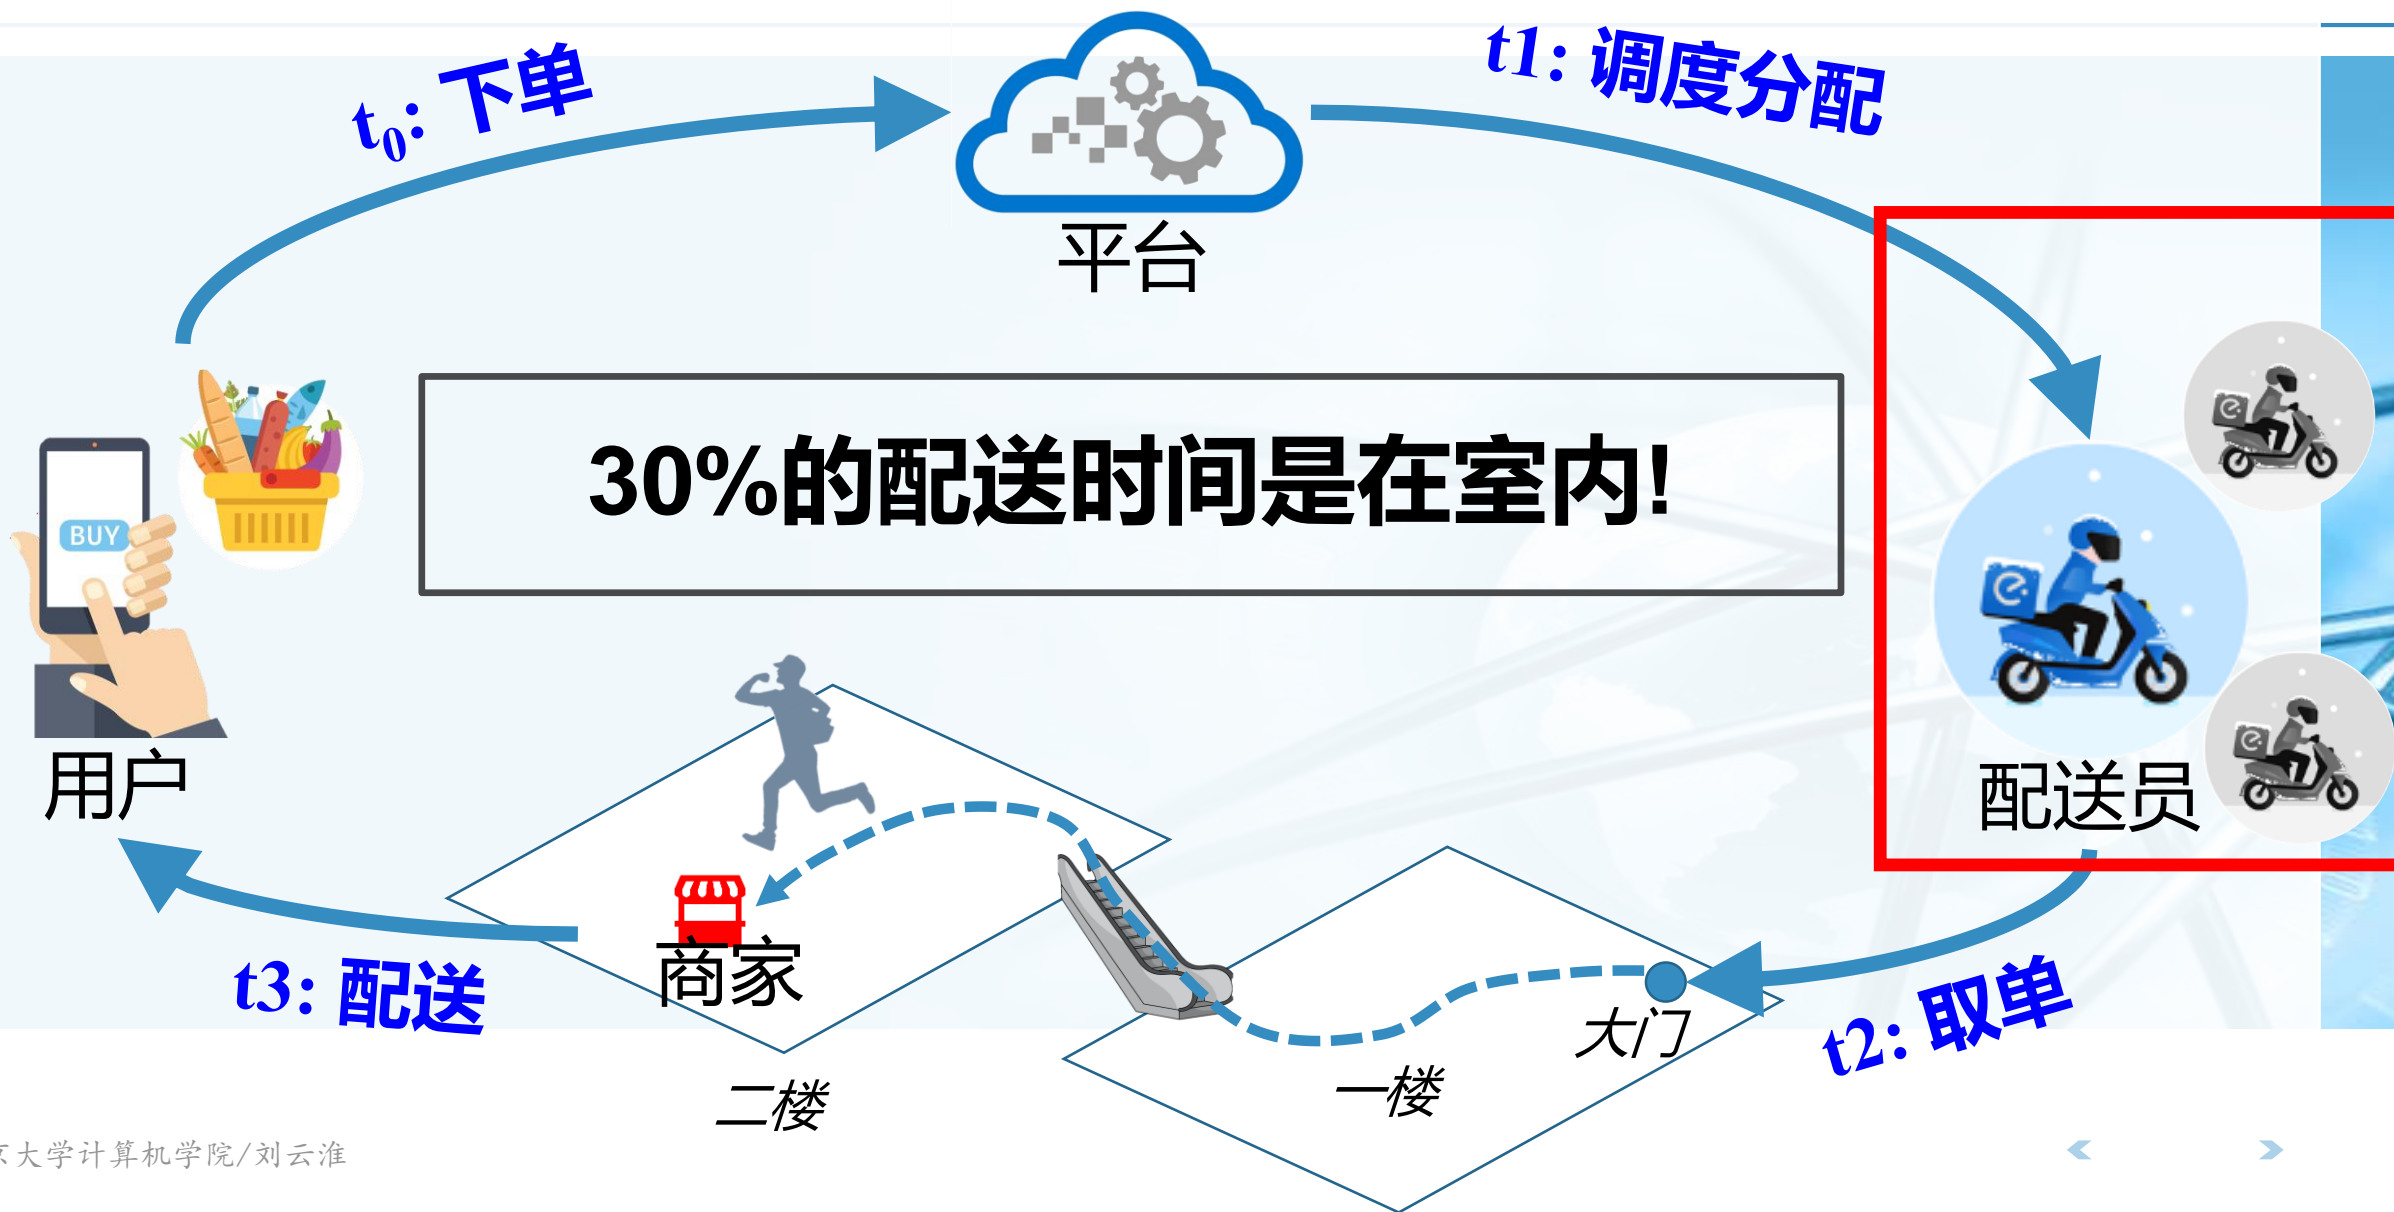 t0: 下单
t1: 调度分配
平台
30%的配送时间是在室内!
BUY
用户
配送员
商家
t3: 配送
大门
t2: 取单
一楼
二楼
大学计算机学院/刘云淮